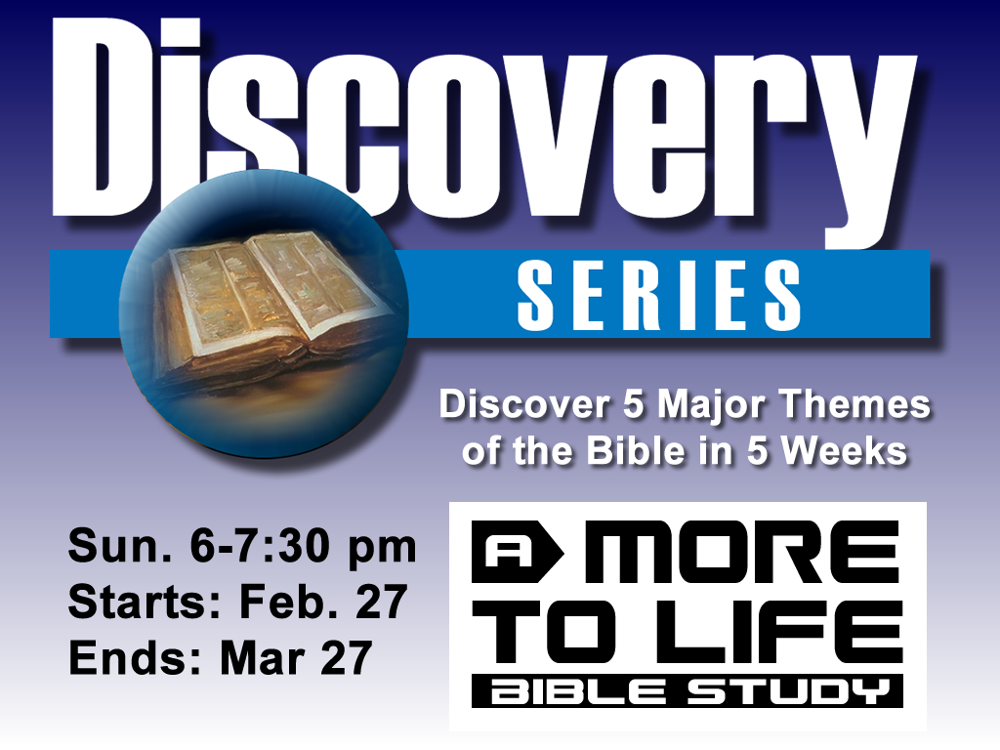 Discovery
SERIES
Discover 5 Major Themes
of the Bible in 5 Weeks
Sun. 6-7:30 pm
Starts: Feb. 27
Ends: Mar 27
A MORE
TO LIFE
BIBLE STUDY